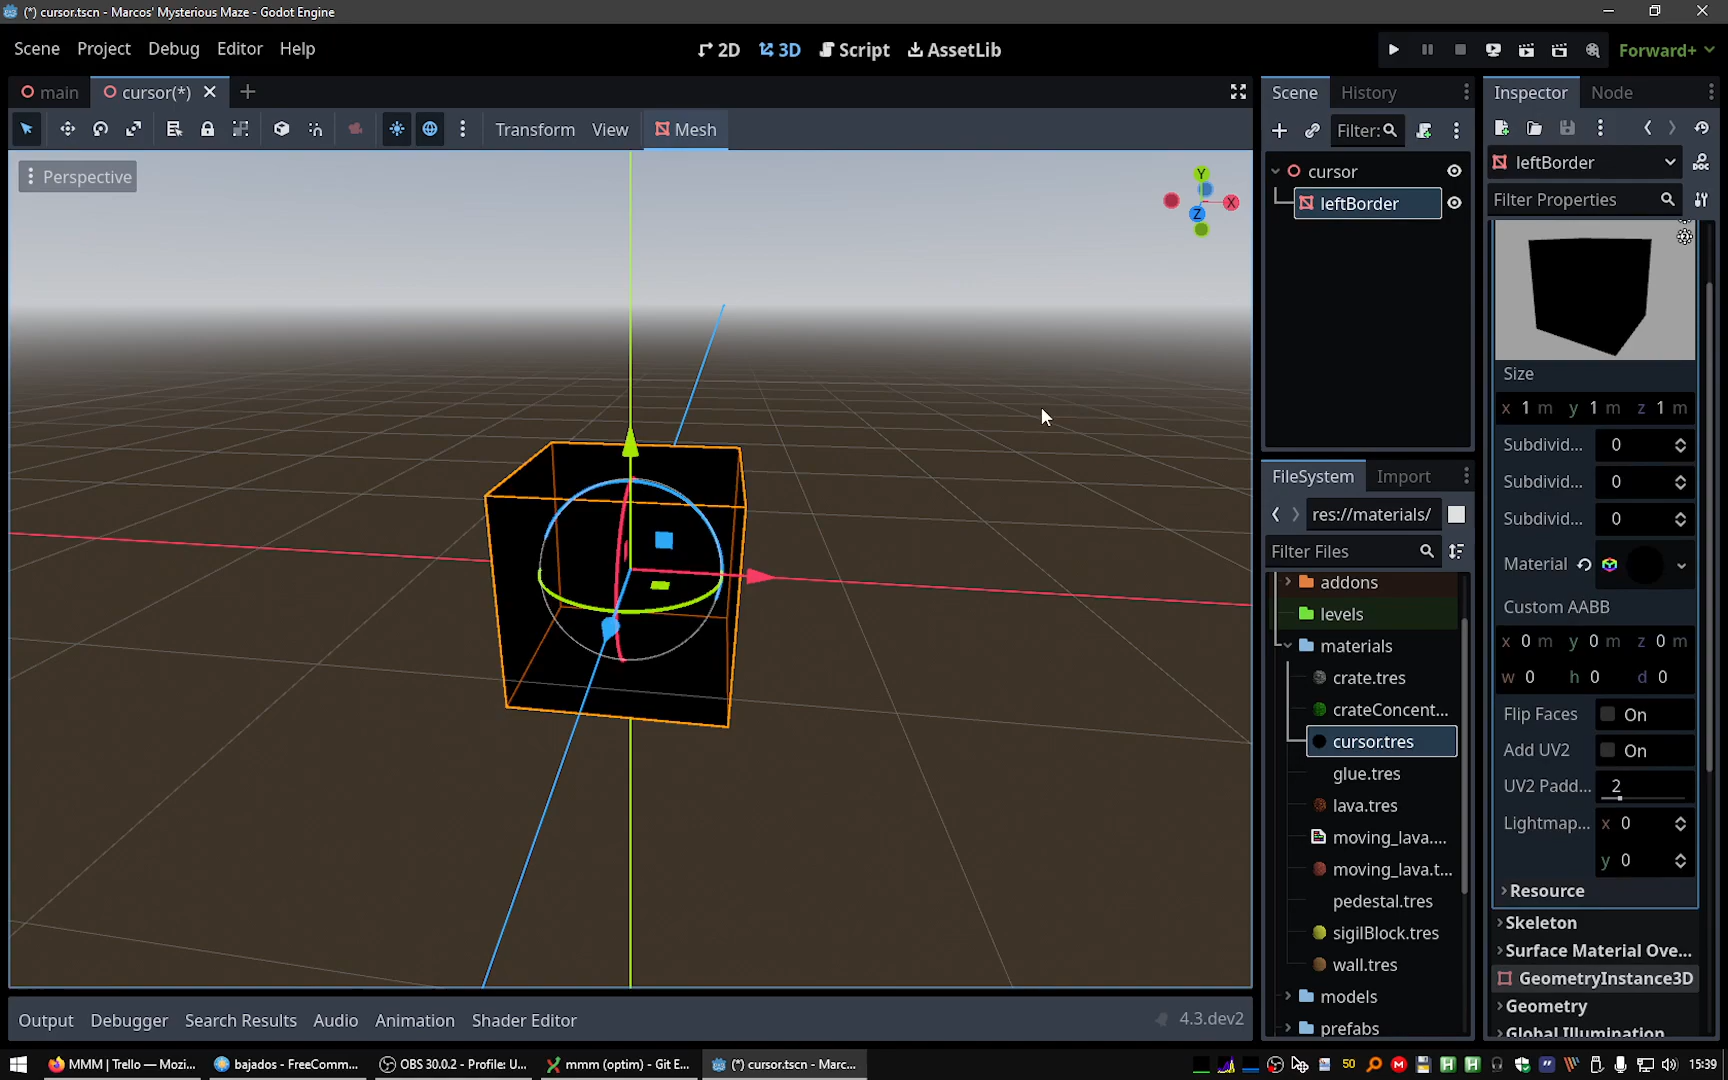 (*) cursor.tscn - Marcos' Mysterious Maze - Godot Engine
Scene Project Debug Editor Help
2D 3D Script AssetLib
Forward+
main cursor(*)
Transform View Mesh
Perspective
Y
X
Z
Scene History
Filter:
cursor
leftBorder
FileSystem Import
res://materials/
Filter Files
addons
levels
materials
crate.tres
crateConcent...
cursor.tres
glue.tres
lava.tres
moving_lava....
moving_lava.t...
pedestal.tres
sigilBlock.tres
wall.tres
models
prefabs
Inspector Node
leftBorder
DOC
Filter Properties
Size
x 1 m y 1 m z 1 m
Subdivid... 0
Subdivid... 0
Subdivid... 0
Material
Custom AABB
x 0 m y 0 m z 0 m
w 0 h 0 d 0
Flip Faces On
Add UV2 On
UV2 Padd... 2
Lightmap... x 0
y 0
Resource
Skeleton
Surface Material Ove...
GeometryInstance3D
Geometry
Global Illumination
Output Debugger Search Results Audio Animation Shader Editor
4.3.dev2
MMM | Trello — Mozi... bajados - FreeComm... OBS 30.0.2 - Profile: U... mmm (optim) - Git E... (*) cursor.tscn - Marc...
50
15:39